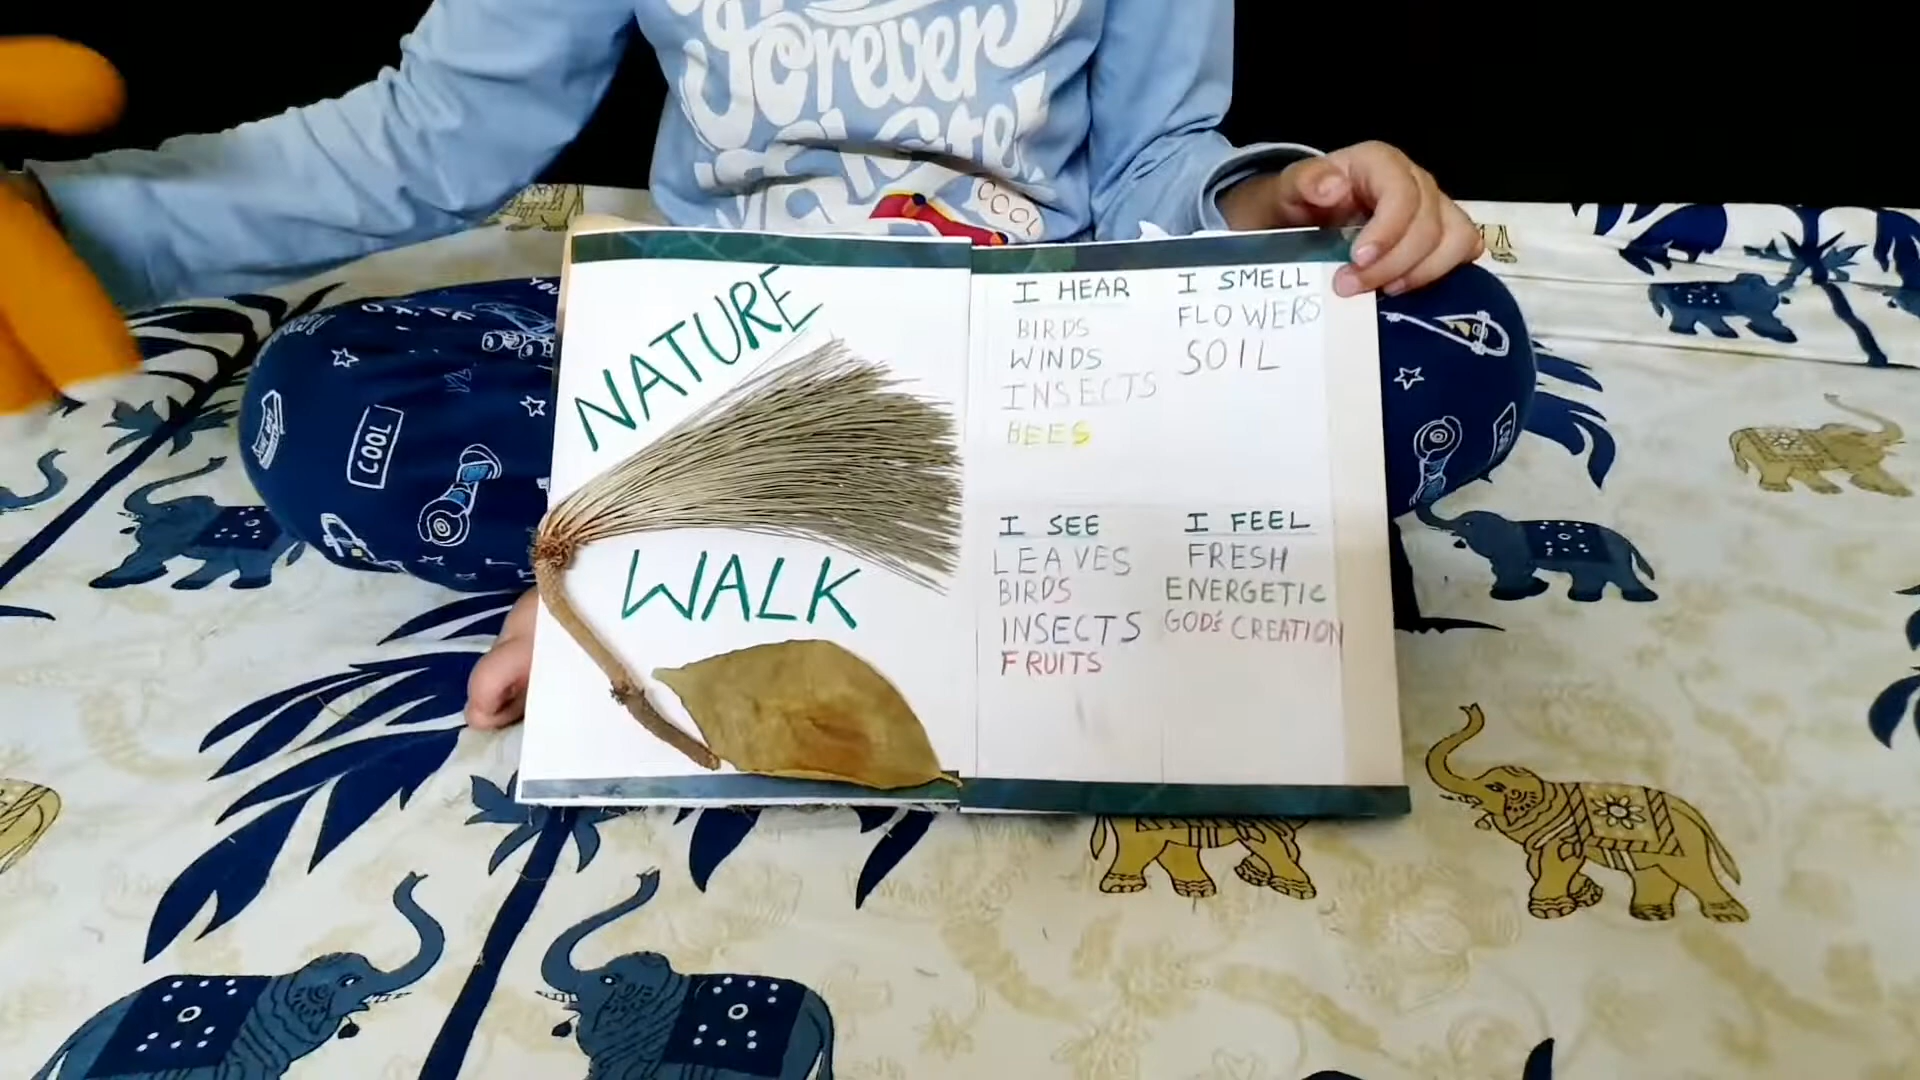 Forever
Skate!
COOL
NATURE
WALK
I HEAR
BIRDS
WINDS
INSECTS
BEES
I SMELL
FLOWERS
SOIL
I SEE
LEAVES
BIRDS
INSECTS
FRUITS
I FEEL
FRESH
ENERGETIC
GOD's CREATION
COOL